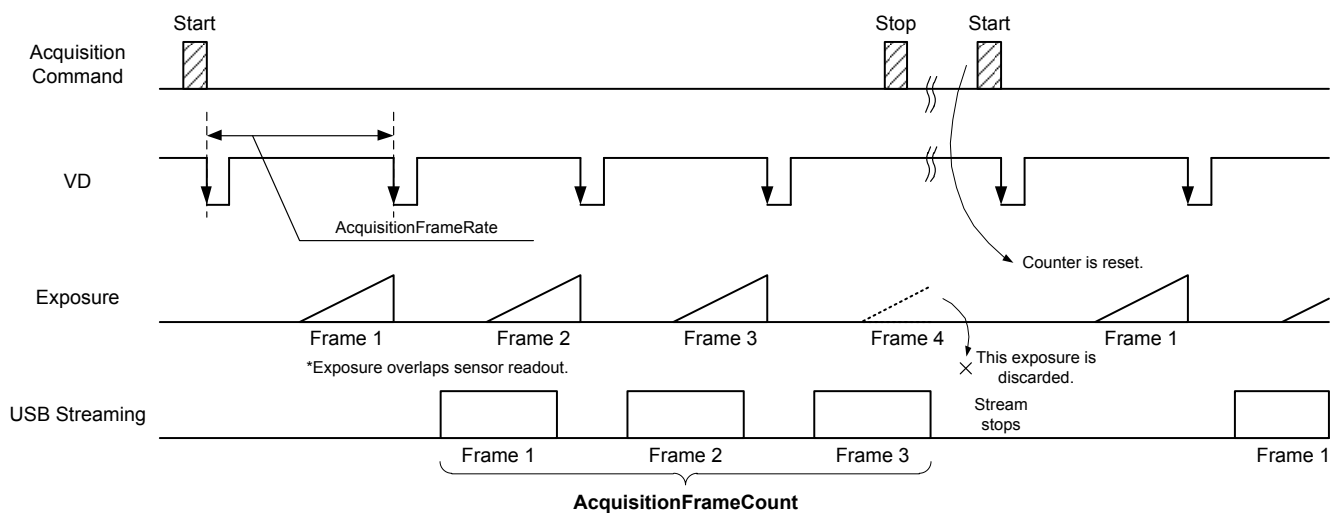 Start
Stop
Start
Acquisition
Command
VD
AcquisitionFrameRate
Counter is reset.
Exposure
Frame 1
Frame 2
Frame 3
Frame 4
Frame 1
*Exposure overlaps sensor readout.
This exposure is
discarded.
USB Streaming
Stream
stops
Frame 1
Frame 2
Frame 3
Frame 1
AcquisitionFrameCount